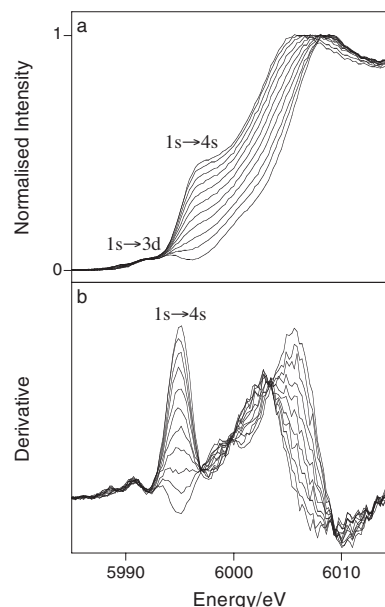 a
1
1s→4s
1s→3d
0
Normalised Intensity
b
1s→4s
Derivative
5990 6000 6010
Energy/eV